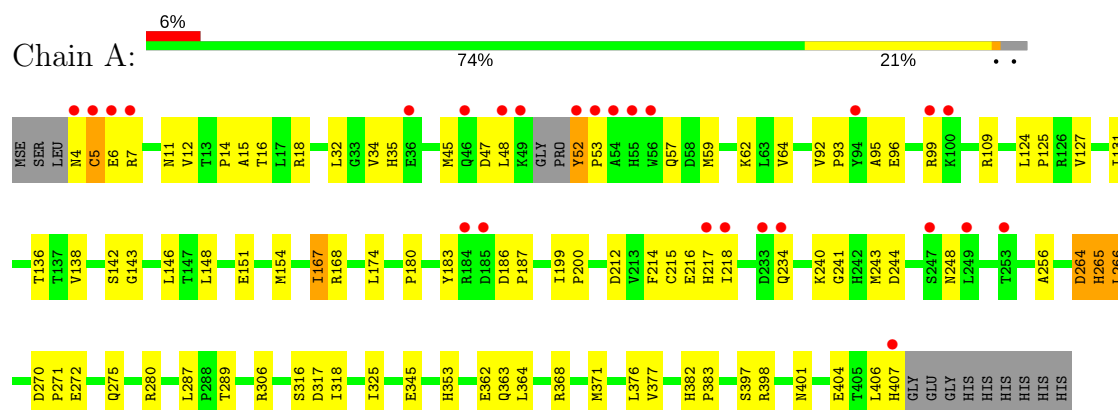 6%
Chain A:
74% 21% • •
MSE SER LEU N4 C5 E6 R7 N11 V12 T13 P14 A15 T16 L17 R18 L32 G33 V34 H35 E36 M45 Q46 D47 L48 K49 GLY PRO Y52 P53 A54 H55 W56 Q57 D58 M59 K62 L63 V64 V92 P93 Y94 A95 E96 R99 K100 R109 L124 P125 R126 V127
T136 T137 V138 S142 G143 L146 T147 L148 E151 M154 I167 R168 L174 P180 Y183 R184 D185 D186 P187 I199 P200 D212 V213 F214 C215 E216 H217 I218 D233 Q234 K240 G241 H242 M243 D244 S247 N248 L249 T253 A256 D264 H265
D270 P271 E272 Q275 R280 L287 P288 T289 R306 S316 D317 I318 I325 E345 H353 E362 Q363 L364 R368 M371 L376 V377 H382 P383 S397 R398 N401 E404 T405 L406 H407 GLY GLU GLY HIS HIS HIS HIS HIS HIS